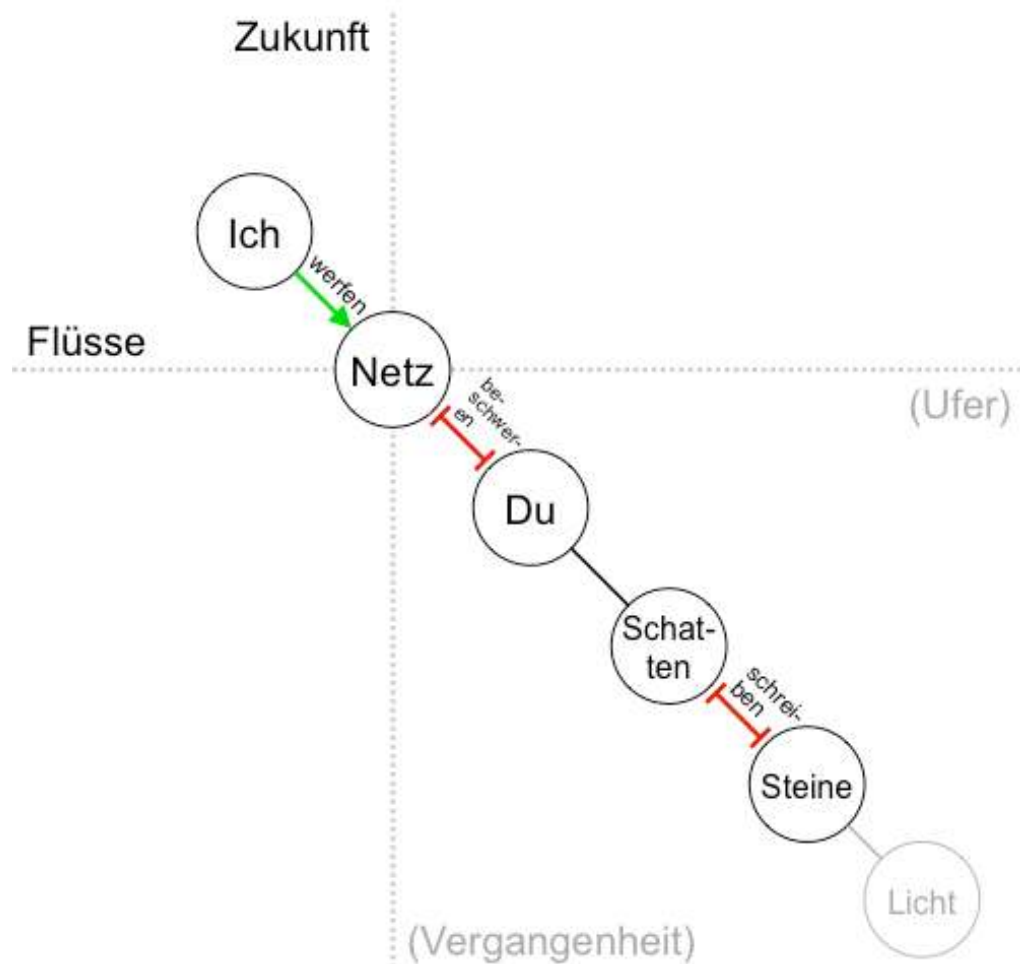 Zukunft
Ich
werfen
Flüsse
Netz
(Ufer)
be-
schwer-
en
Du
Schat-
ten
schrei-
ben
Steine
Licht
(Vergangenheit)